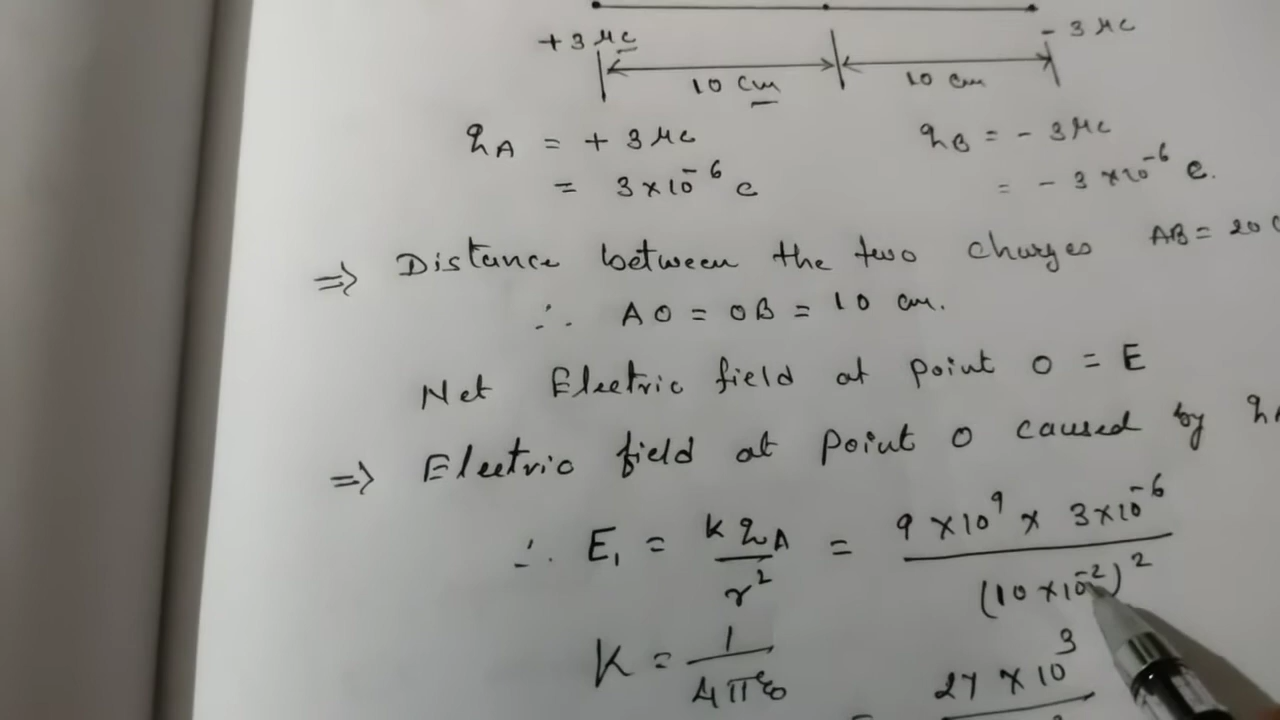 + 3 μc - 3 μc
10 cm 10 cm
qA = + 3 μc qB = - 3 μc
= 3×10⁻⁶ c = - 3×10⁻⁶ c.
⇒ Distance between the two charges AB = 20
∴ AO = OB = 10 cm.
Net Electric field at point O = E
⇒ Electric field at point O caused by
∴ E₁ = K qA / r² = 9×10⁹ × 3×10⁻⁶ / (10×10⁻²)²
K = 1 / 4πε₀
27 × 10³